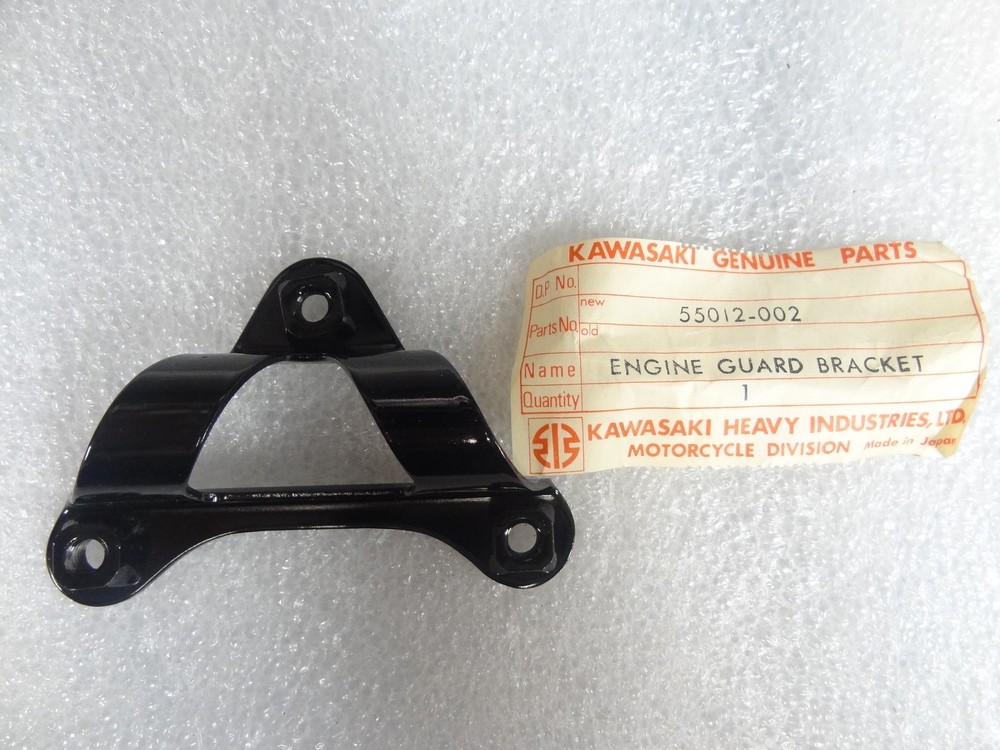 KAWASAKI GENUINE PARTS
D.P No.
new
55012-002
Parts No. old
Name ENGINE GUARD BRACKET
Quantity 1
KAWASAKI HEAVY INDUSTRIES, LTD.
MOTORCYCLE DIVISION Made in Japan